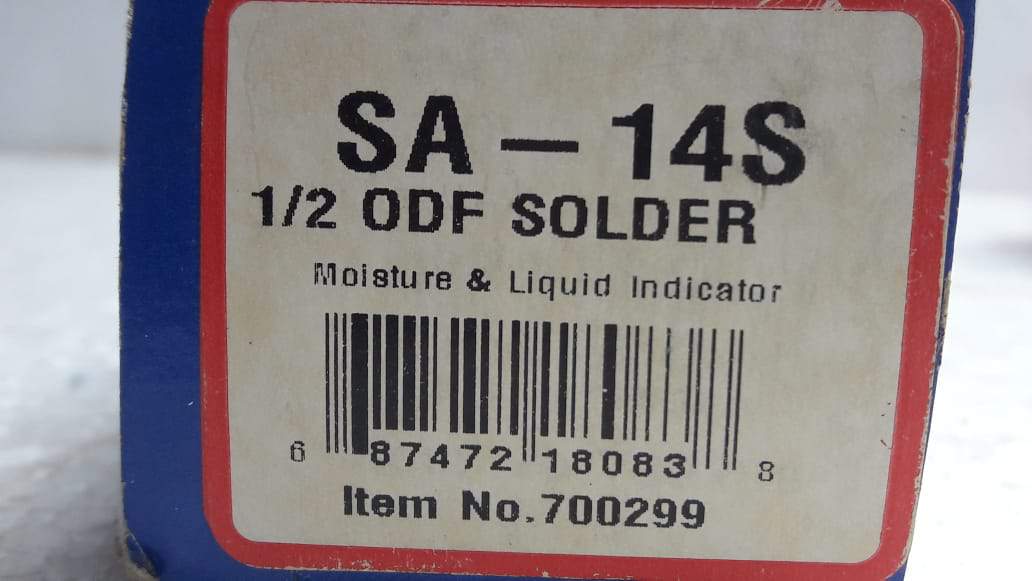 SA - 14S
1/2 ODF SOLDER
Moisture & Liquid Indicator
6 87472 18083 8
Item No.700299